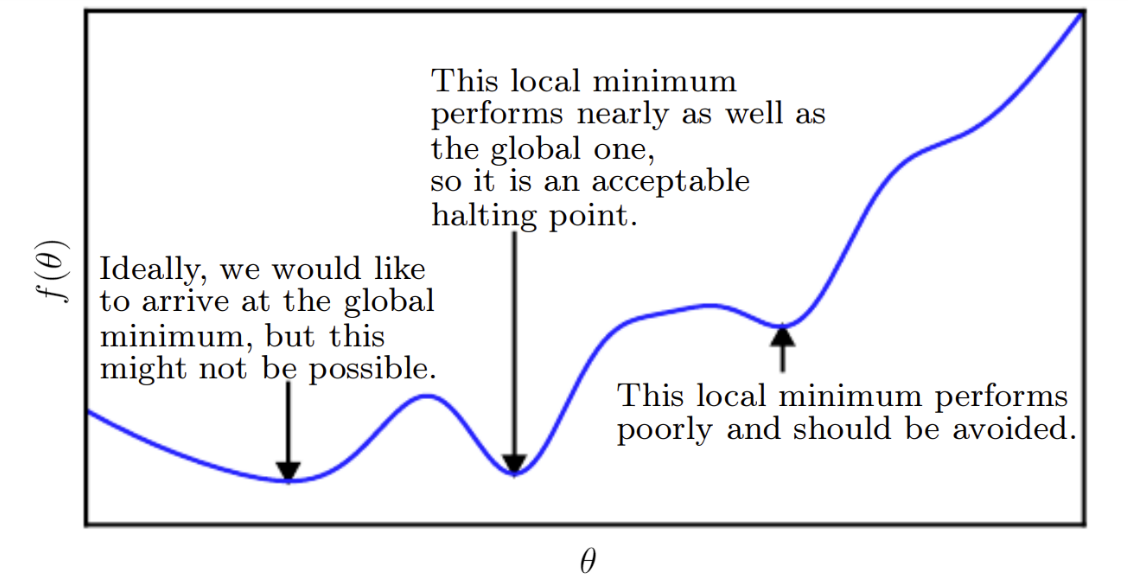 This local minimum
performs nearly as well as
the global one,
so it is an acceptable
halting point.
Ideally, we would like
to arrive at the global
minimum, but this
might not be possible.
This local minimum performs
poorly and should be avoided.
f(θ)
θ